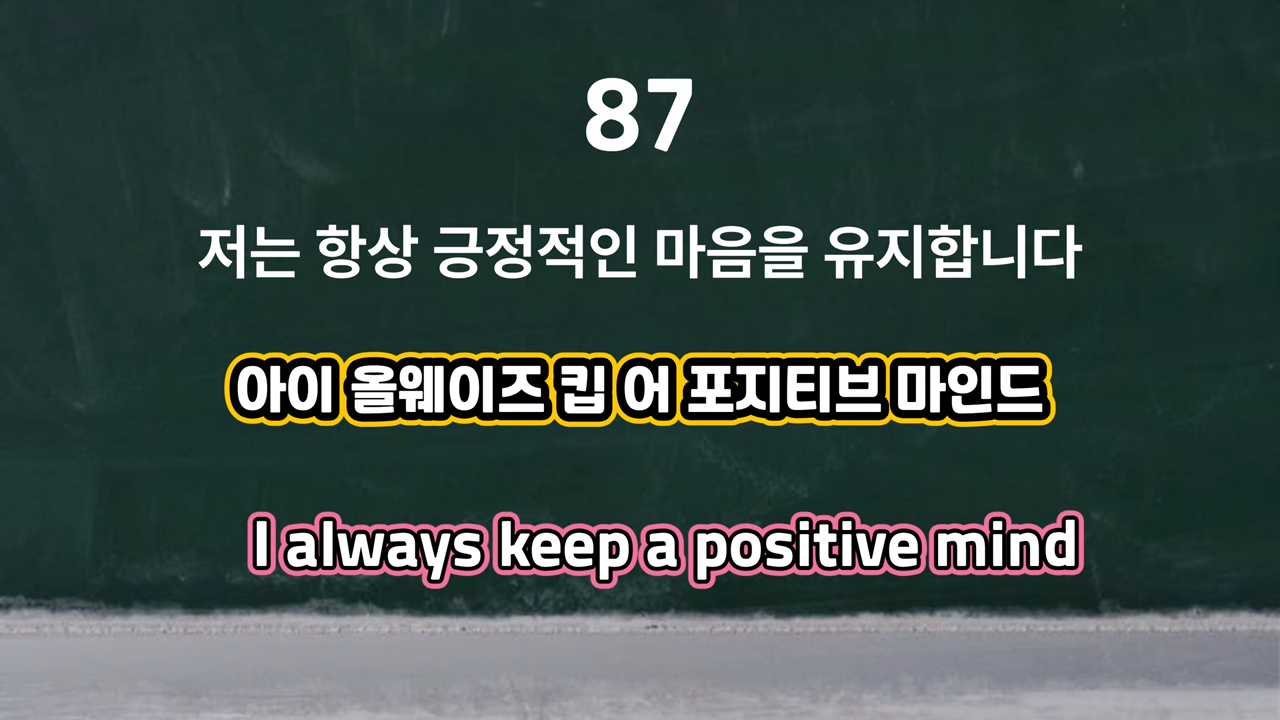 87
저는 항상 긍정적인 마음을 유지합니다
아이 올웨이즈 킵 어 포지티브 마인드
I always keep a positive mind